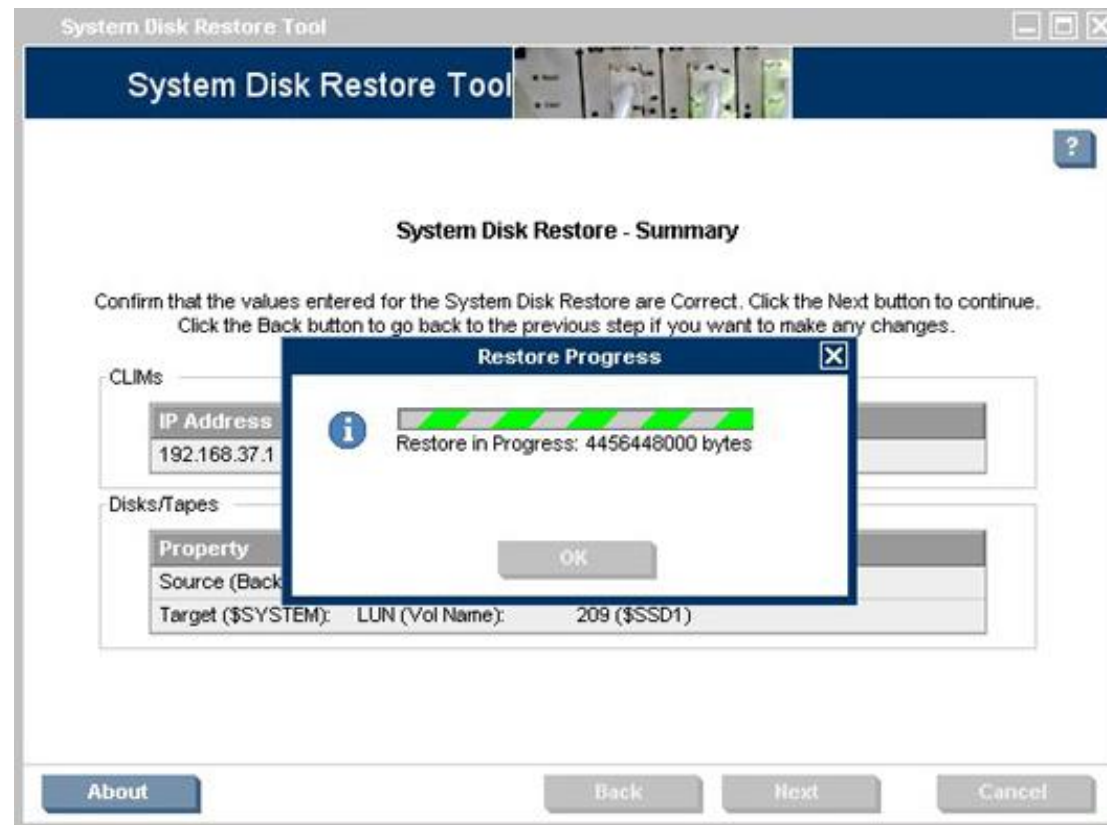 System Disk Restore Tool
System Disk Restore Tool
?
System Disk Restore - Summary
Confirm that the values entered for the System Disk Restore are Correct. Click the Next button to continue.
Click the Back button to go back to the previous step if you want to make any changes.
Restore Progress
CLIMs
IP Address
192.168.37.1
Restore in Progress: 4456448000 bytes
Disks/Tapes
Property
OK
Source (Back
Target ($SYSTEM): LUN (Vol Name): 209 ($SSD1)
About Back Next Cancel